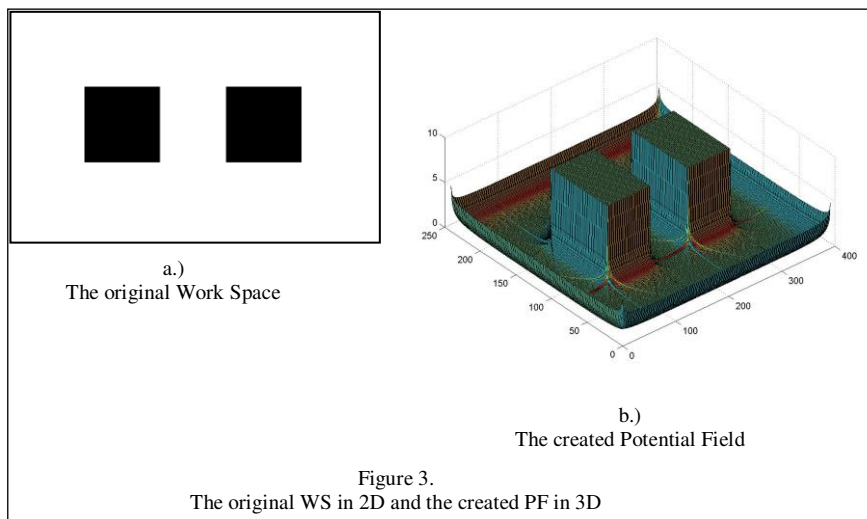 a.)
The original Work Space
10
5
0
250
200
150
100
50
0
0
100
200
300
400
b.)
The created Potential Field
Figure 3.
The original WS in 2D and the created PF in 3D